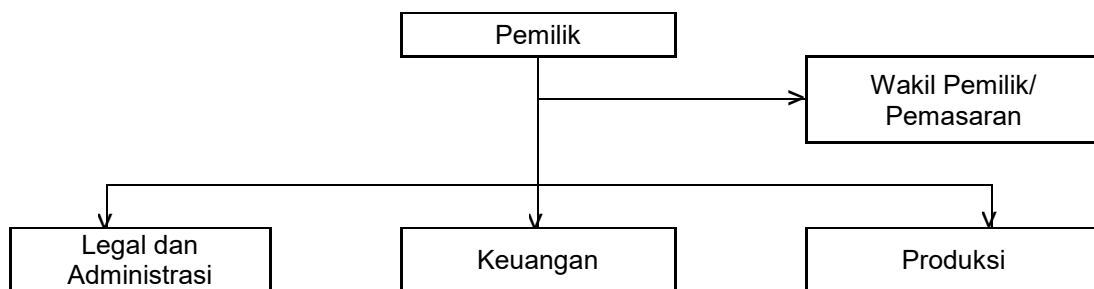 Pemilik
Wakil Pemilik/
Pemasaran
Legal dan
Administrasi
Keuangan
Produksi